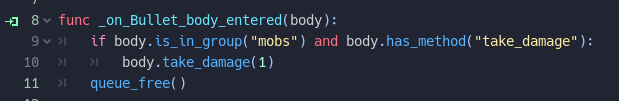 8 func _on_Bullet_body_entered(body):
9 if body.is_in_group("mobs") and body.has_method("take_damage"):
10 body.take_damage(1)
11 queue_free()